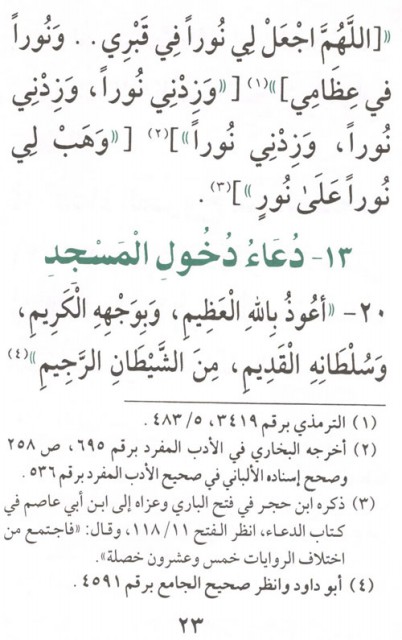 «[اللَّهُمَّ اجْعَلْ لِي نُوراً فِي قَبْرِي.. وَنُوراً
فِي عِظَامِي]»(١) [«وَزِدْنِي نُوراً، وَزِدْنِي
نُوراً، وَزِدْنِي نُوراً»](٢) [«وَهَبْ لِي
نُوراً عَلَىٰ نُورٍ»](٣).
١٣- دُعَاءُ دُخُولِ الْمَسْجِدِ
٢٠- «أَعُوذُ بِاللهِ الْعَظِيمِ، وَبِوَجْهِهِ الْكَرِيمِ،
وَسُلْطَانِهِ الْقَدِيمِ، مِنَ الشَّيْطَانِ الرَّجِيمِ»(٤)
(١) الترمذي برقم ٣٤١٩، ٤٨٣/٥ .
(٢) أخرجه البخاري في الأدب المفرد برقم ٦٩٥، ص ٢٥٨
وصحح إسناده الألباني في صحيح الأدب المفرد برقم ٥٣٦ .
(٣) ذكره ابن حجر في فتح الباري وعزاه إلى ابن أبي عاصم في
كتاب الدعاء، انظر الفتح ١١٨/١١، وقال: «فاجتمع من
اختلاف الروايات خمس وعشرون خصلة».
(٤) أبو داود وانظر صحيح الجامع برقم ٤٥٩١ .
٢٣